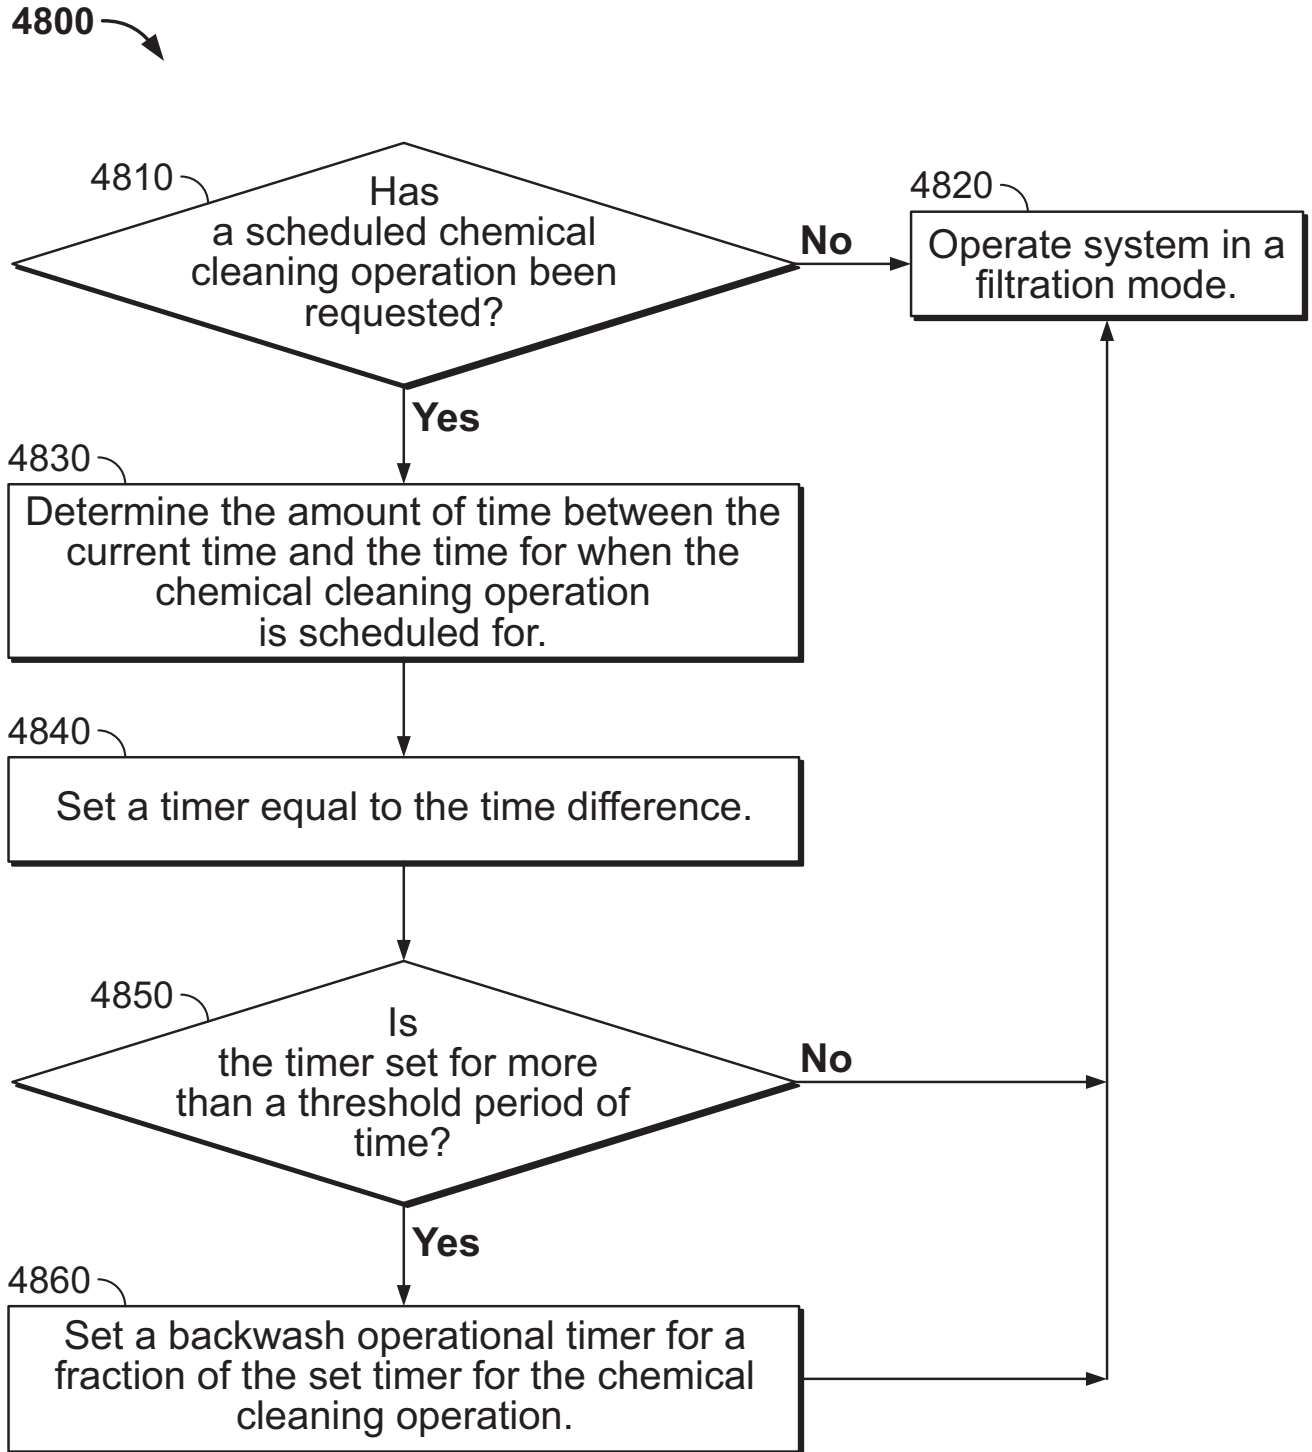 4800
4810
Has
a scheduled chemical
cleaning operation been
requested?
No
4820
Operate system in a
filtration mode.
Yes
4830
Determine the amount of time between the
current time and the time for when the
chemical cleaning operation
is scheduled for.
4840
Set a timer equal to the time difference.
4850
Is
the timer set for more
than a threshold period of
time?
No
Yes
4860
Set a backwash operational timer for a
fraction of the set timer for the chemical
cleaning operation.